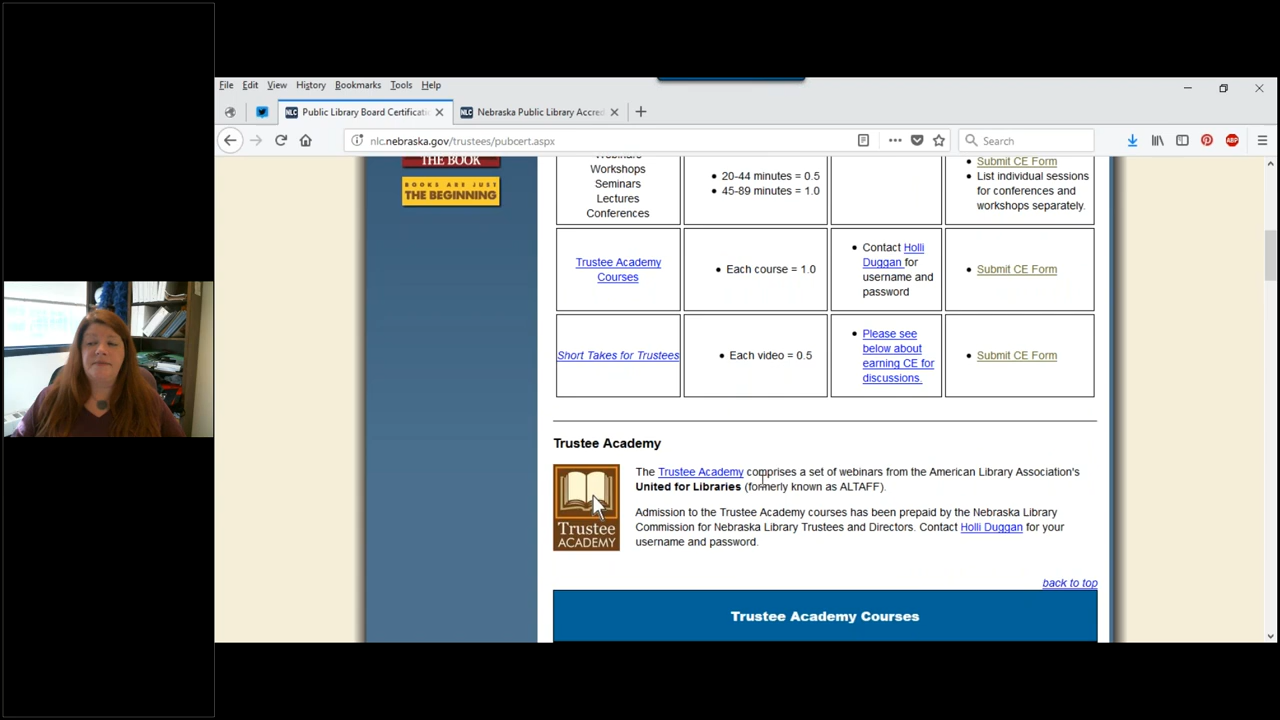 File Edit View History Bookmarks Tools Help
NLC Public Library Board Certificati
NLC Nebraska Public Library Accred
nlc.nebraska.gov/trustees/pubcert.aspx
Search
ABP
THE BOOK
BOOKS ARE JUST
THE BEGINNING
Webinars
Workshops
Seminars
Lectures
Conferences
20-44 minutes = 0.5
45-89 minutes = 1.0
Submit CE Form
List individual sessions
for conferences and
workshops separately.
Trustee Academy
Courses
Each course = 1.0
Contact Holli
Duggan for
username and
password
Submit CE Form
Short Takes for Trustees
Each video = 0.5
Please see
below about
earning CE for
discussions.
Submit CE Form
Trustee Academy
Trustee
ACADEMY
The Trustee Academy comprises a set of webinars from the American Library Association's
United for Libraries (formerly known as ALTAFF).
Admission to the Trustee Academy courses has been prepaid by the Nebraska Library
Commission for Nebraska Library Trustees and Directors. Contact Holli Duggan for your
username and password.
back to top
Trustee Academy Courses